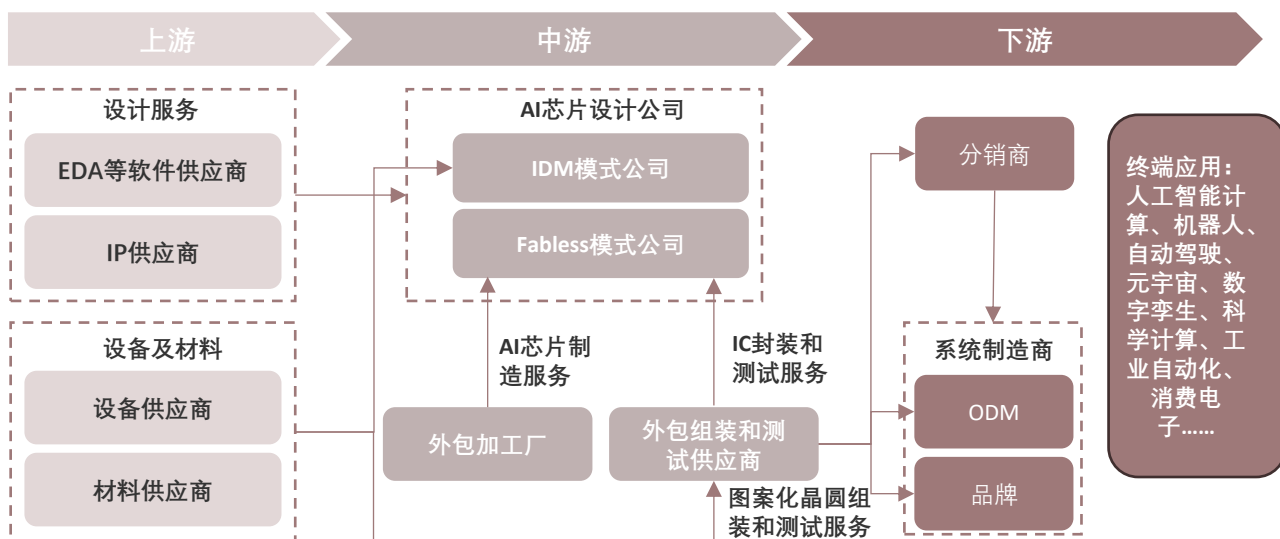 上游
中游
下游
设计服务
EDA等软件供应商
IP供应商
设备及材料
设备供应商
材料供应商
AI芯片设计公司
IDM模式公司
Fabless模式公司
AI芯片制
造服务
IC封装和
测试服务
外包加工厂
外包组装和测
试供应商
图案化晶圆组
装和测试服务
分销商
系统制造商
ODM
品牌
终端应用：
人工智能计
算、机器人、
自动驾驶、
元宇宙、数
字孪生、科
学计算、工
业自动化、
消费电
子……